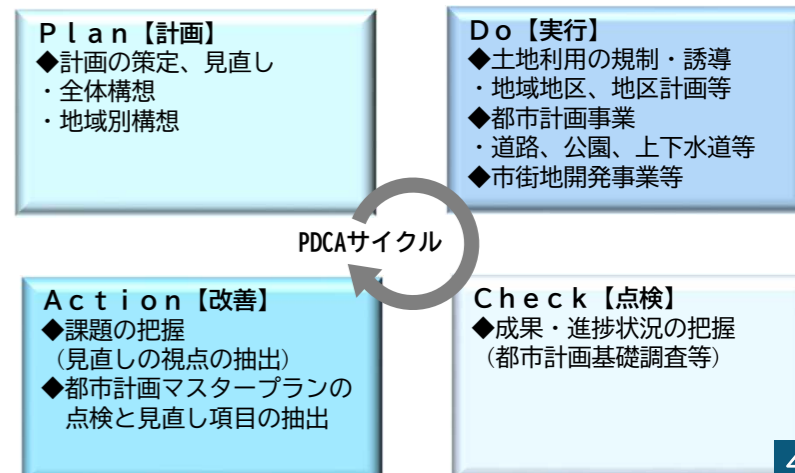 Ｐｌａｎ【計画】
◆計画の策定、見直し
・全体構想
・地域別構想
Ｄｏ【実行】
◆土地利用の規制・誘導
・地域地区、地区計画等
◆都市計画事業
・道路、公園、上下水道等
◆市街地開発事業等
PDCAサイクル
Ａｃｔｉｏｎ【改善】
◆課題の把握
（見直しの視点の抽出）
◆都市計画マスタープランの
点検と見直し項目の抽出
Ｃｈｅｃｋ【点検】
◆成果・進捗状況の把握
（都市計画基礎調査等）